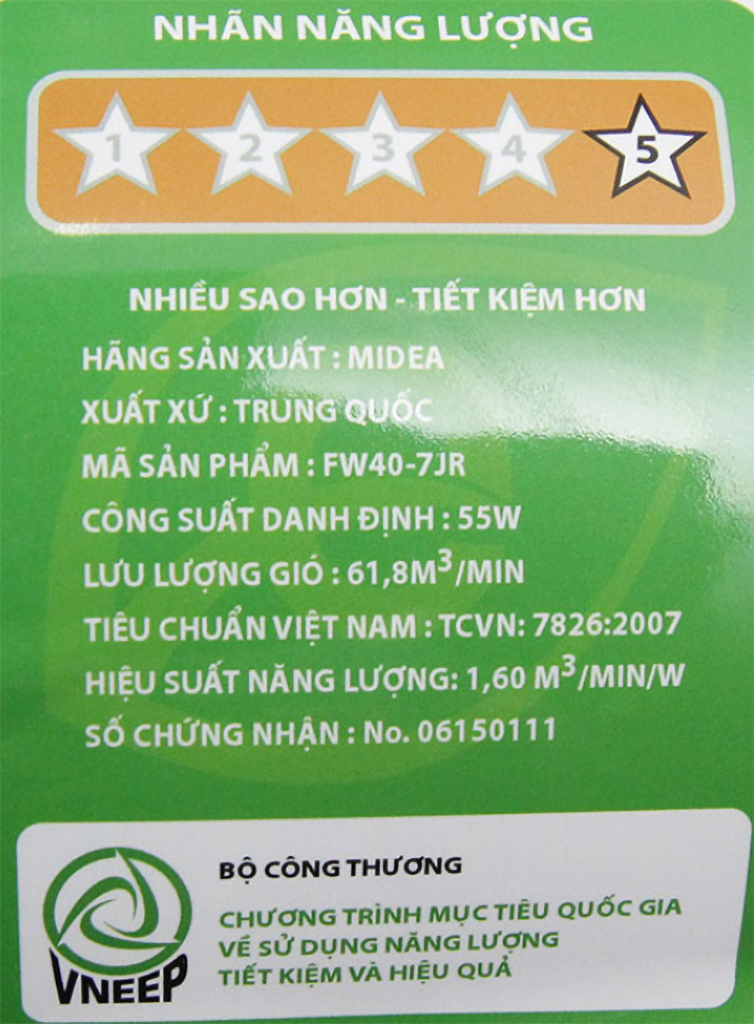 NHÃN NĂNG LƯỢNG
1 2 3 4 5
NHIỀU SAO HƠN - TIẾT KIỆM HƠN
HÃNG SẢN XUẤT : MIDEA
XUẤT XỨ : TRUNG QUỐC
MÃ SẢN PHẨM : FW40-7JR
CÔNG SUẤT DANH ĐỊNH : 55W
LƯU LƯỢNG GIÓ : 61,8M³/MIN
TIÊU CHUẨN VIỆT NAM : TCVN: 7826:2007
HIỆU SUẤT NĂNG LƯỢNG: 1,60 M³/MIN/W
SỐ CHỨNG NHẬN : No. 06150111
BỘ CÔNG THƯƠNG
CHƯƠNG TRÌNH MỤC TIÊU QUỐC GIA
VỀ SỬ DỤNG NĂNG LƯỢNG
TIẾT KIỆM VÀ HIỆU QUẢ
VNEEP